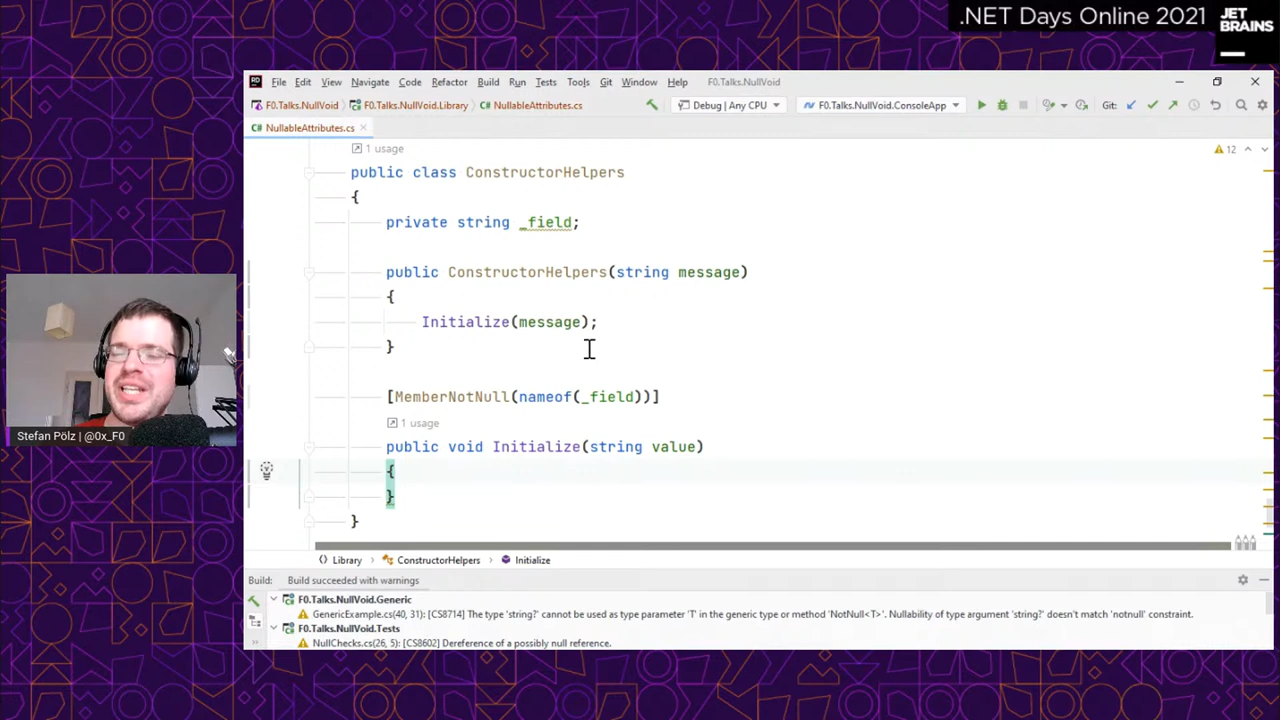 .NET Days Online 2021
JET
BRAINS
RD File Edit View Navigate Code Refactor Build Run Tests Tools Git Window Help F0.Talks.NullVoid
F0.Talks.NullVoid F0.Talks.NullVoid.Library C# NullableAttributes.cs Debug | Any CPU F0.Talks.NullVoid.ConsoleApp Git:
C# NullableAttributes.cs
1 usage
12
public class ConstructorHelpers
{
private string _field;
public ConstructorHelpers(string message)
{
Initialize(message);
}
[MemberNotNull(nameof(_field))]
1 usage
public void Initialize(string value)
{
}
}
Stefan Pölz | @0x_F0
Library ConstructorHelpers Initialize
Build: Build succeeded with warnings
F0.Talks.NullVoid.Generic
GenericExample.cs(40, 31): [CS8714] The type 'string?' cannot be used as type parameter 'T' in the generic type or method 'NotNull<T>'. Nullability of type argument 'string?' doesn't match 'notnull' constraint.
F0.Talks.NullVoid.Tests
NullChecks.cs(26, 5): [CS8602] Dereference of a possibly null reference.